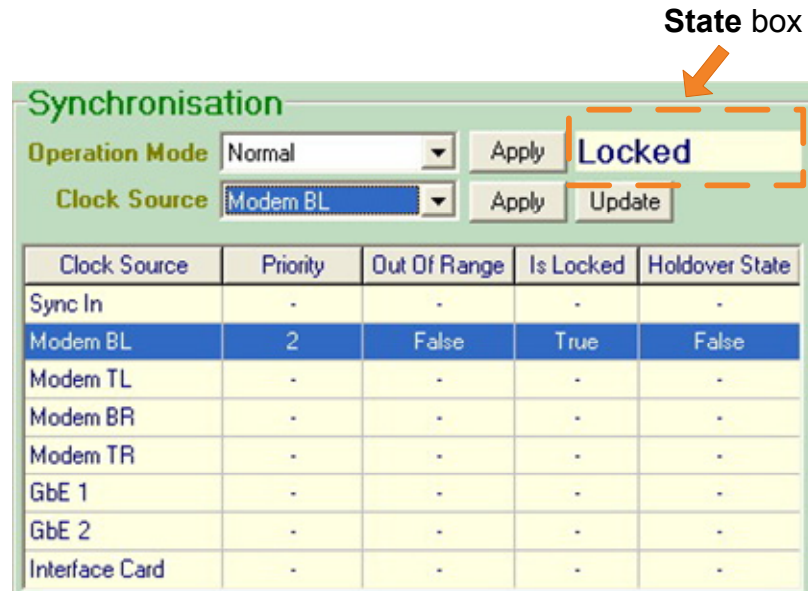 State box
Synchronisation
Operation Mode Normal Apply Locked
Clock Source Modem BL Apply Update
Clock Source Priority Out Of Range Is Locked Holdover State
Sync In - - - -
Modem BL 2 False True False
Modem TL - - - -
Modem BR - - - -
Modem TR - - - -
GbE 1 - - - -
GbE 2 - - - -
Interface Card - - - -